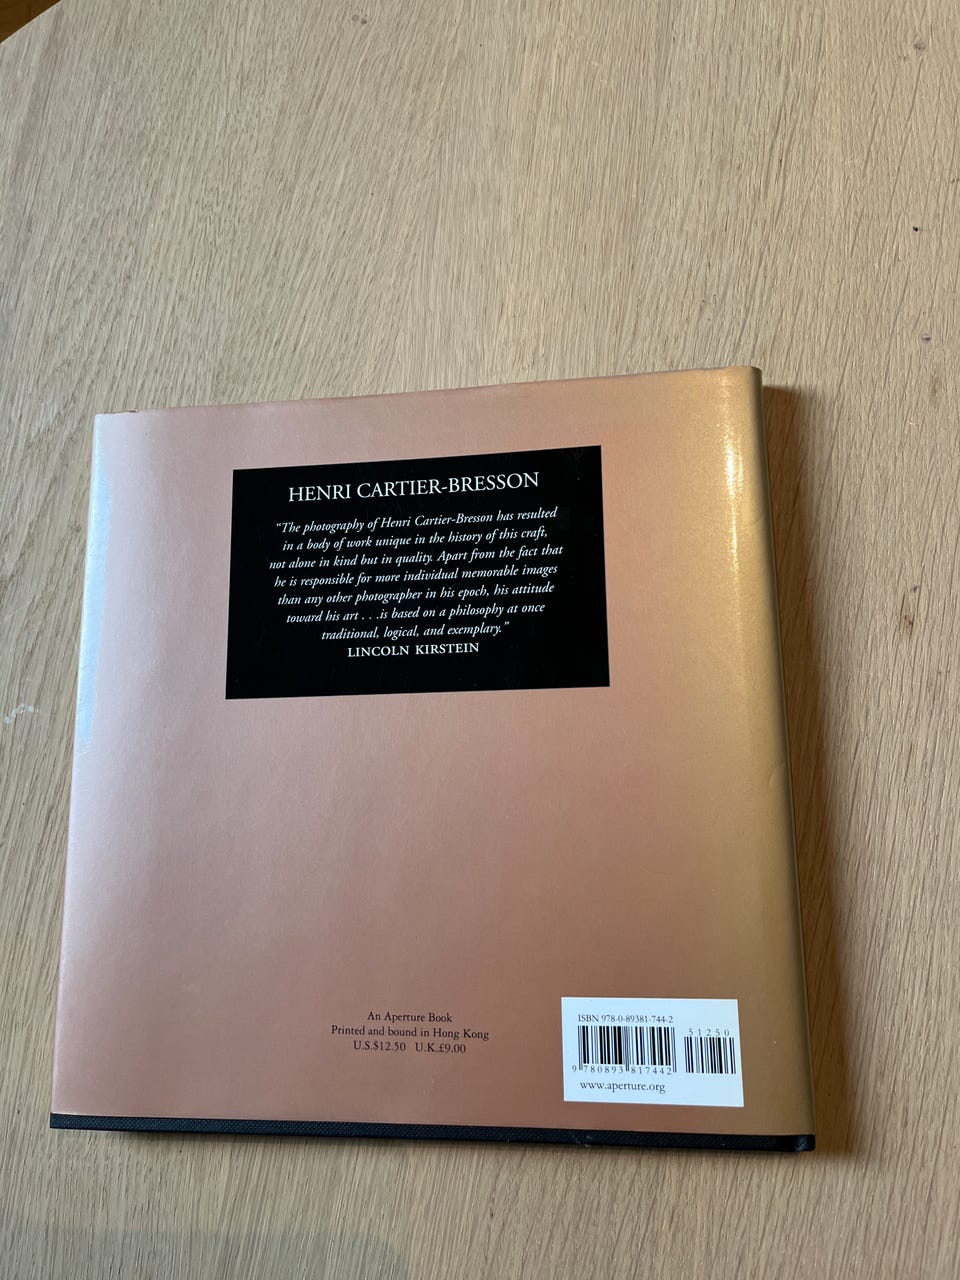 HENRI CARTIER-BRESSON
“The photography of Henri Cartier-Bresson has resulted
in a body of work unique in the history of this craft,
not alone in kind but in quality. Apart from the fact that
he is responsible for more individual memorable images
than any other photographer in his epoch, his attitude
toward his art . . .is based on a philosophy at once
traditional, logical, and exemplary.”
LINCOLN KIRSTEIN
An Aperture Book
Printed and bound in Hong Kong
U.S.$12.50 U.K.£9.00
ISBN 978-0-89381-744-2
51250
9 780893 817442
www.aperture.org